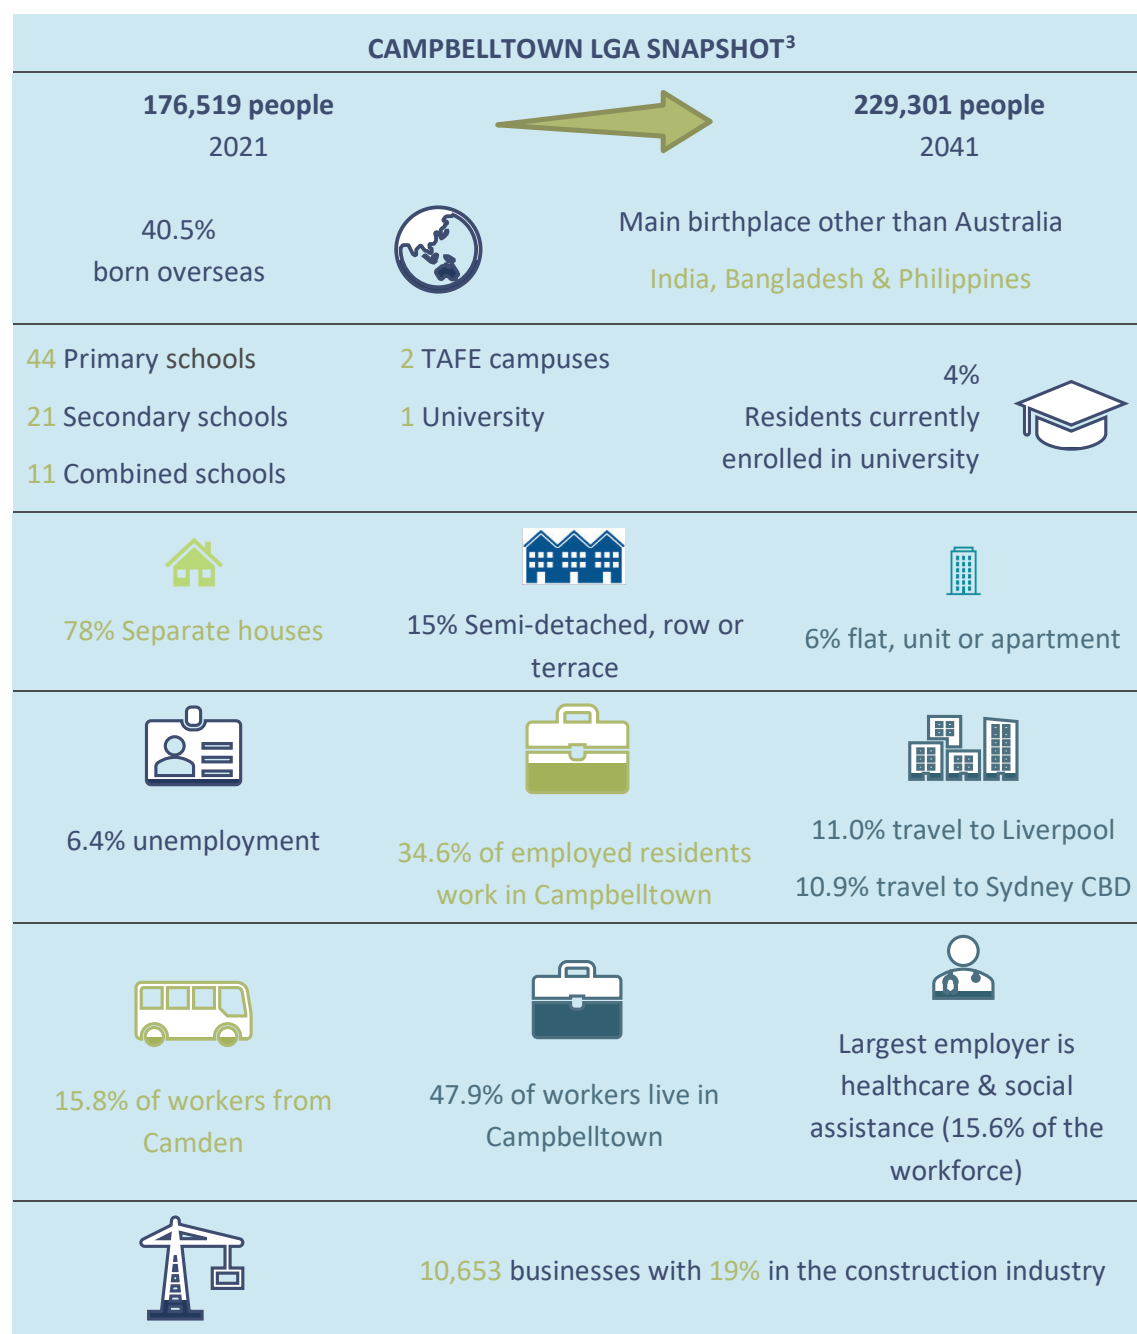 CAMPBELLTOWN LGA SNAPSHOT³
176,519 people
2021
229,301 people
2041
40.5%
born overseas
Main birthplace other than Australia
India, Bangladesh & Philippines
44 Primary schools
21 Secondary schools
11 Combined schools
2 TAFE campuses
1 University
4%
Residents currently
enrolled in university
78% Separate houses
15% Semi-detached, row or
terrace
6% flat, unit or apartment
6.4% unemployment
34.6% of employed residents
work in Campbelltown
11.0% travel to Liverpool
10.9% travel to Sydney CBD
15.8% of workers from
Camden
47.9% of workers live in
Campbelltown
Largest employer is
healthcare & social
assistance (15.6% of the
workforce)
10,653 businesses with 19% in the construction industry